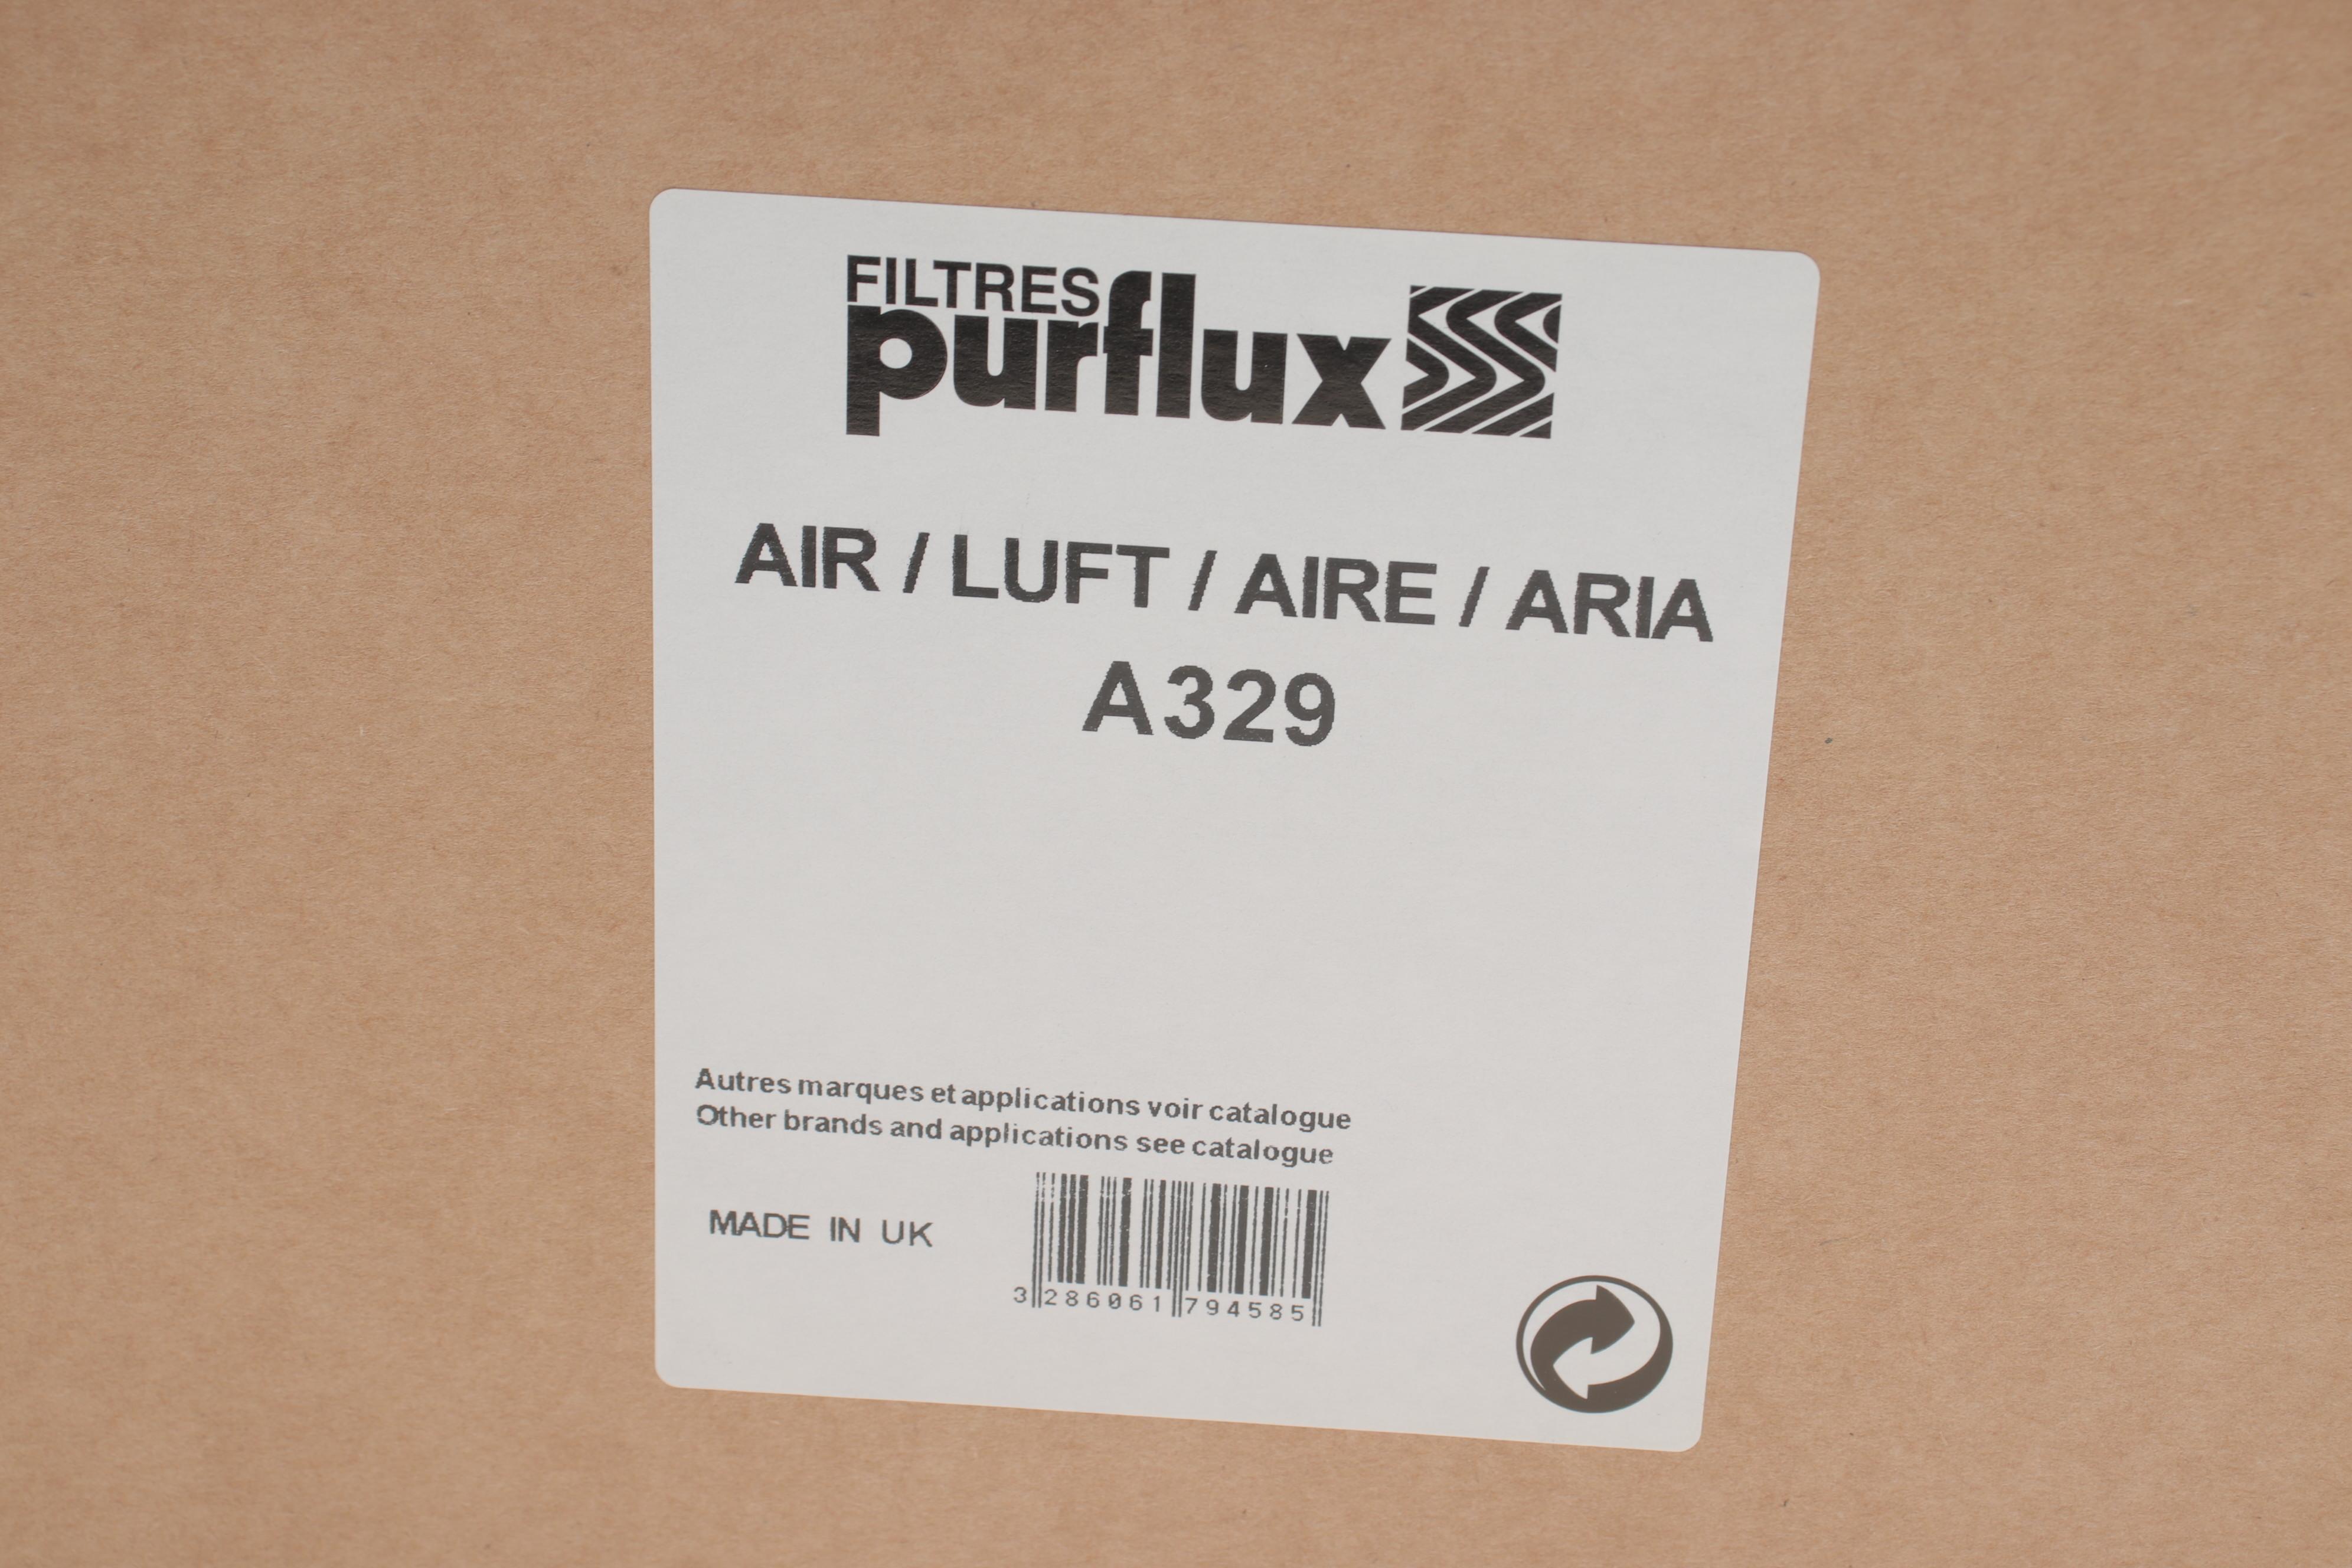 FILTRES
purflux
AIR / LUFT / AIRE / ARIA
A329
Autres marques et applications voir catalogue
Other brands and applications see catalogue
MADE IN UK
3 286061 794585